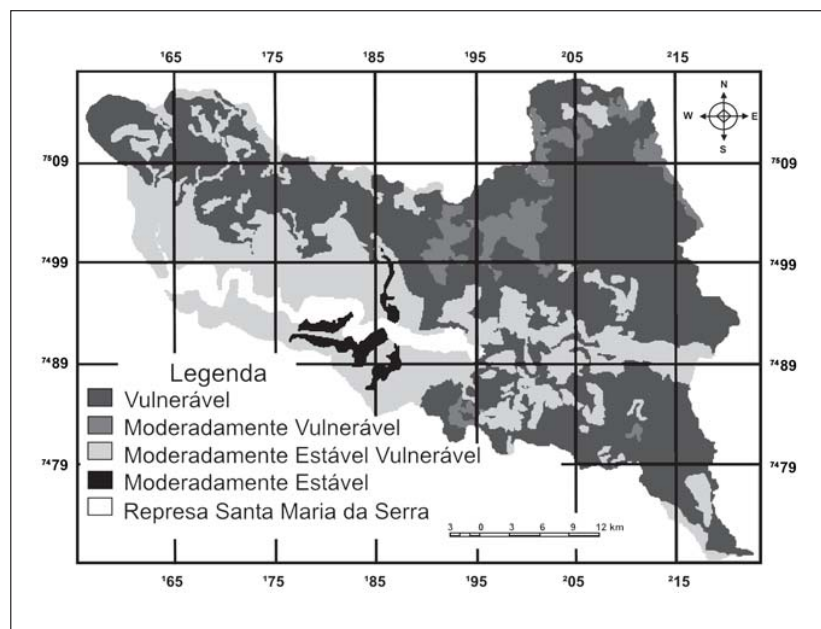 ¹65 ¹75 ¹85 ¹95 ²05 ²15
N
W E
S
7⁵09 7⁵09
7⁴99 7⁴99
7⁴89 7⁴89
Legenda
Vulnerável
Moderadamente Vulnerável
Moderadamente Estável Vulnerável
7⁴79 7⁴79
Moderadamente Estável
Represa Santa Maria da Serra
3 0 3 6 9 12 km
¹65 ¹75 ¹85 ¹95 ²05 ²15